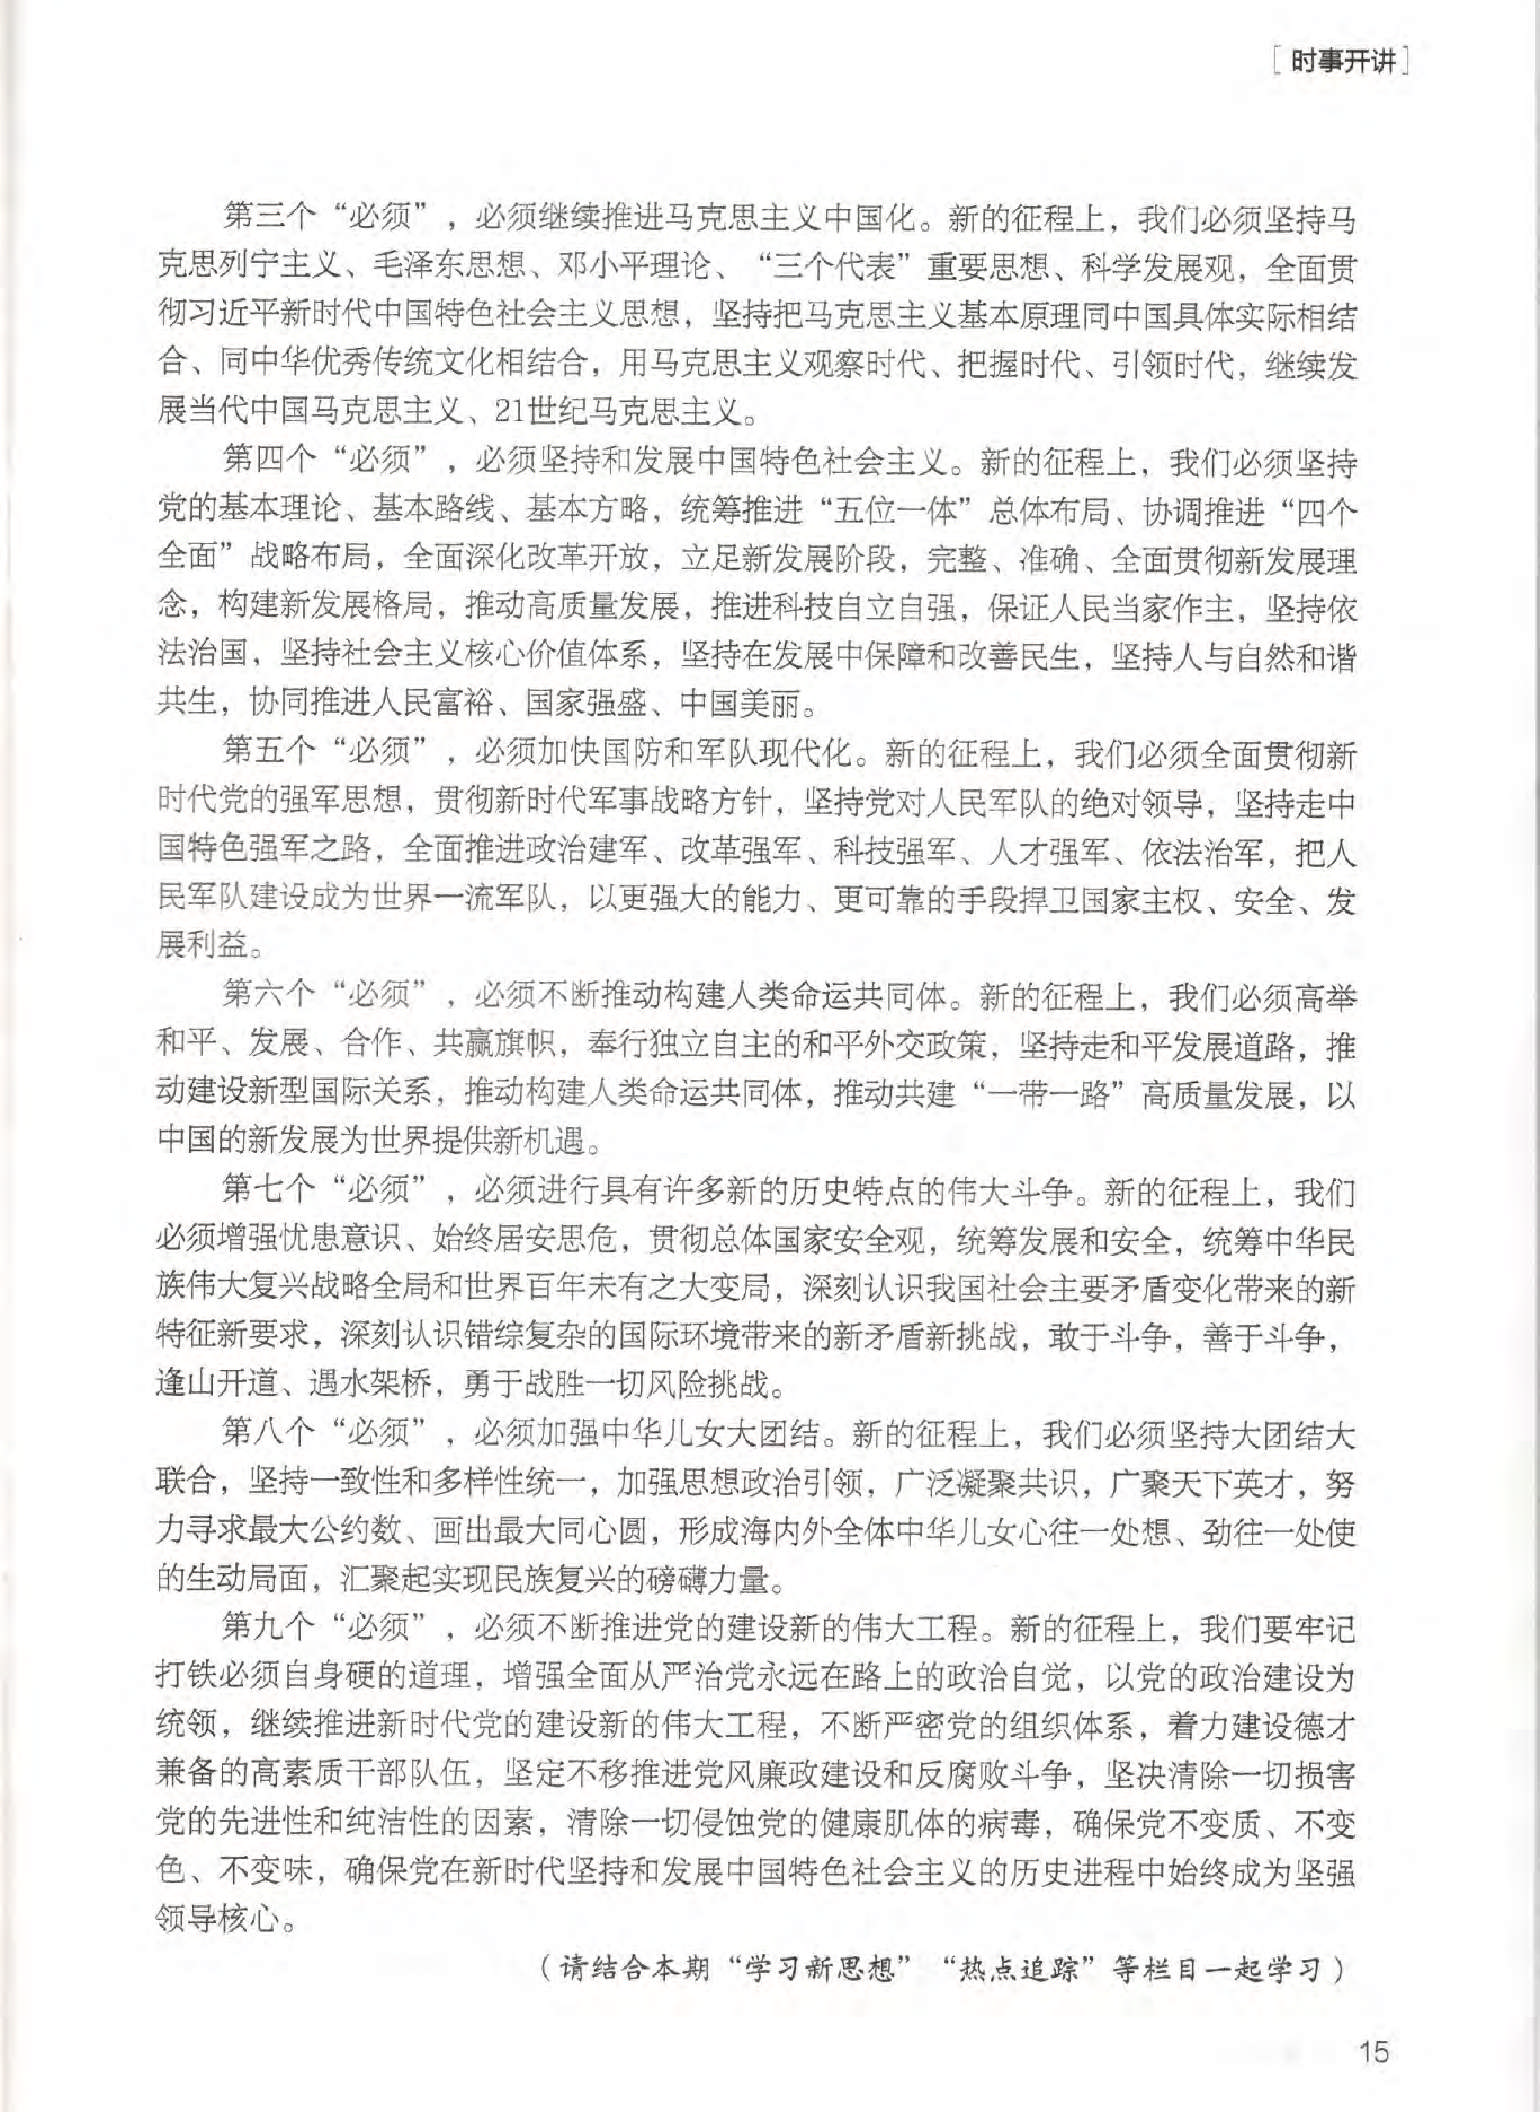 [时事开讲]
第三个“必须”，必须继续推进马克思主义中国化。新的征程上，我们必须坚持马
克思列宁主义、毛泽东思想、邓小平理论、“三个代表”重要思想、科学发展观，全面贯
彻习近平新时代中国特色社会主义思想，坚持把马克思主义基本原理同中国具体实际相结
合、同中华优秀传统文化相结合，用马克思主义观察时代、把握时代、引领时代，继续发
展当代中国马克思主义、21世纪马克思主义。
第四个“必须”，必须坚持和发展中国特色社会主义。新的征程上，我们必须坚持
党的基本理论、基本路线、基本方略，统筹推进“五位一体”总体布局、协调推进“四个
全面”战略布局，全面深化改革开放，立足新发展阶段，完整、准确、全面贯彻新发展理
念，构建新发展格局，推动高质量发展，推进科技自立自强，保证人民当家作主，坚持依
法治国，坚持社会主义核心价值体系，坚持在发展中保障和改善民生，坚持人与自然和谐
共生，协同推进人民富裕、国家强盛、中国美丽。
第五个“必须”，必须加快国防和军队现代化。新的征程上，我们必须全面贯彻新
时代党的强军思想，贯彻新时代军事战略方针，坚持党对人民军队的绝对领导，坚持走中
国特色强军之路，全面推进政治建军、改革强军、科技强军、人才强军、依法治军，把人
民军队建设成为世界一流军队，以更强大的能力、更可靠的手段捍卫国家主权、安全、发
展利益。
第六个“必须”，必须不断推动构建人类命运共同体。新的征程上，我们必须高举
和平、发展、合作、共赢旗帜，奉行独立自主的和平外交政策，坚持走和平发展道路，推
动建设新型国际关系，推动构建人类命运共同体，推动共建“一带一路”高质量发展，以
中国的新发展为世界提供新机遇。
第七个“必须”，必须进行具有许多新的历史特点的伟大斗争。新的征程上，我们
必须增强忧患意识、始终居安思危，贯彻总体国家安全观，统筹发展和安全，统筹中华民
族伟大复兴战略全局和世界百年未有之大变局，深刻认识我国社会主要矛盾变化带来的新
特征新要求，深刻认识错综复杂的国际环境带来的新矛盾新挑战，敢于斗争，善于斗争，
逢山开道、遇水架桥，勇于战胜一切风险挑战。
第八个“必须”，必须加强中华儿女大团结。新的征程上，我们必须坚持大团结大
联合，坚持一致性和多样性统一，加强思想政治引领，广泛凝聚共识，广聚天下英才，努
力寻求最大公约数、画出最大同心圆，形成海内外全体中华儿女心往一处想、劲往一处使
的生动局面，汇聚起实现民族复兴的磅礴力量。
第九个“必须”，必须不断推进党的建设新的伟大工程。新的征程上，我们要牢记
打铁必须自身硬的道理，增强全面从严治党永远在路上的政治自觉，以党的政治建设为
统领，继续推进新时代党的建设新的伟大工程，不断严密党的组织体系，着力建设德才
兼备的高素质干部队伍，坚定不移推进党风廉政建设和反腐败斗争，坚决清除一切损害
党的先进性和纯洁性的因素，清除一切侵蚀党的健康肌体的病毒，确保党不变质、不变
色、不变味，确保党在新时代坚持和发展中国特色社会主义的历史进程中始终成为坚强
领导核心。
（请结合本期“学习新思想”“热点追踪”等栏目一起学习）
15